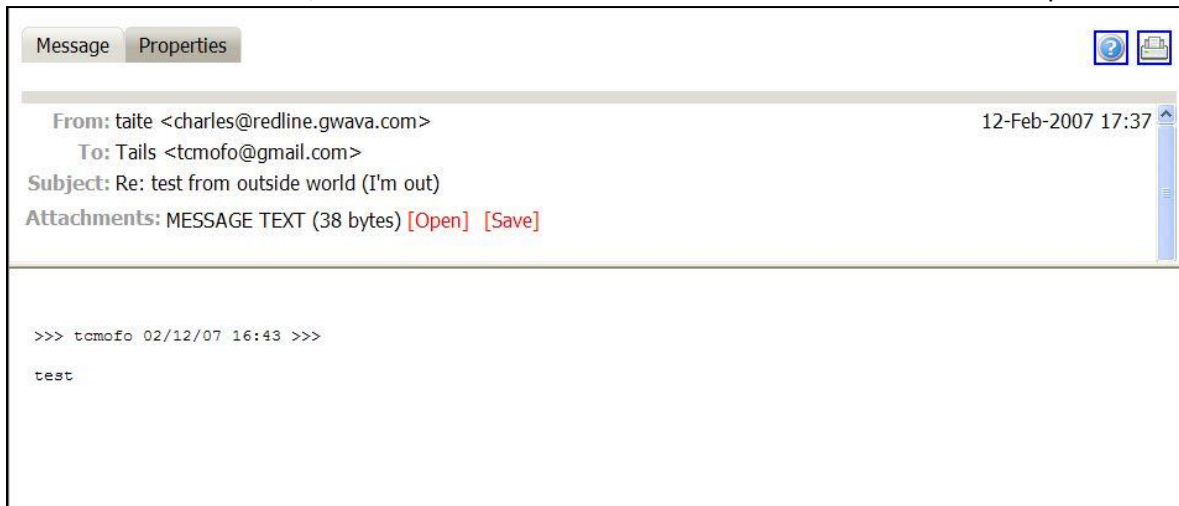 Message Properties
From: taite <charles@redline.gwava.com> 12-Feb-2007 17:37
To: Tails <tcmofo@gmail.com>
Subject: Re: test from outside world (I'm out)
Attachments: MESSAGE TEXT (38 bytes) [Open] [Save]
>>> tcmofo 02/12/07 16:43 >>>
test